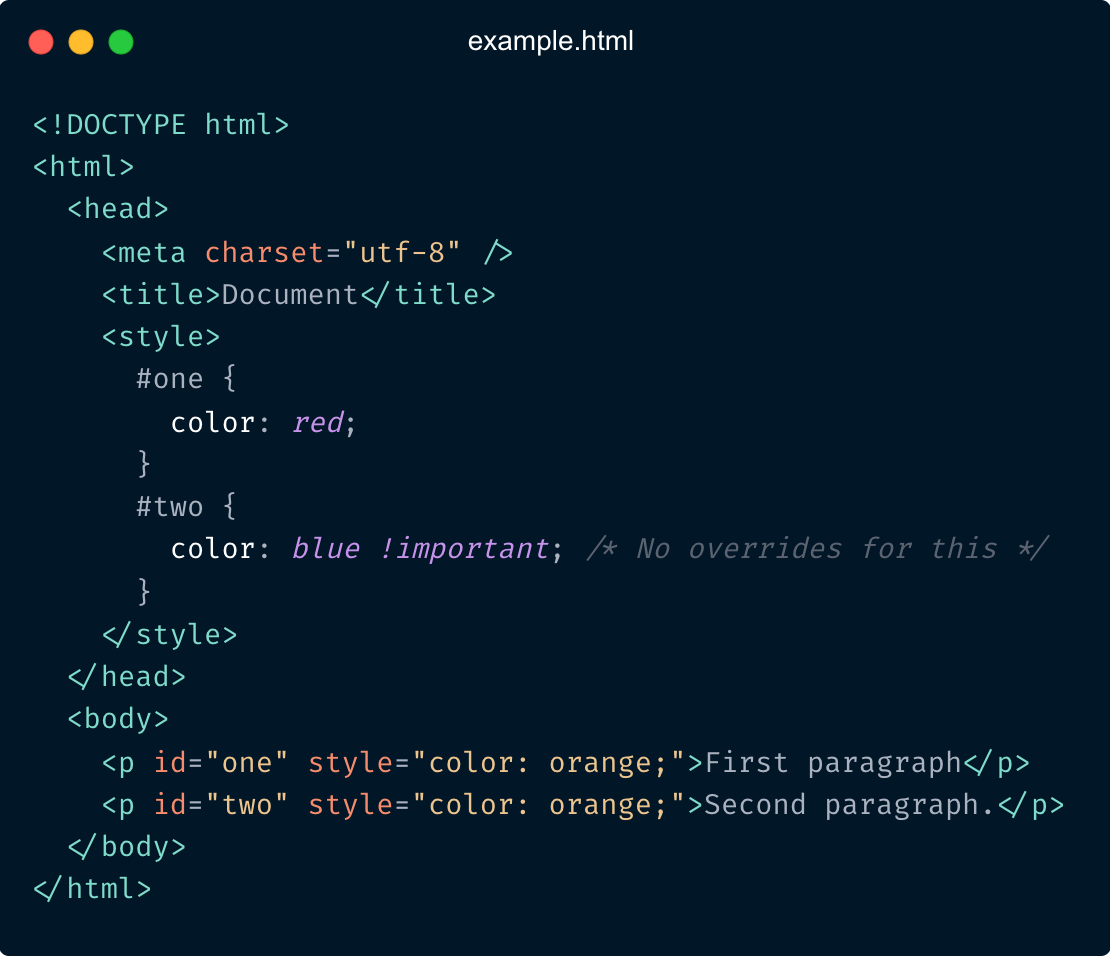 example.html
<!DOCTYPE html>
<html>
  <head>
    <meta charset="utf-8" />
    <title>Document</title>
    <style>
      #one {
        color: red;
      }
      #two {
        color: blue !important; /* No overrides for this */
      }
    </style>
  </head>
  <body>
    <p id="one" style="color: orange;">First paragraph</p>
    <p id="two" style="color: orange;">Second paragraph.</p>
  </body>
</html>